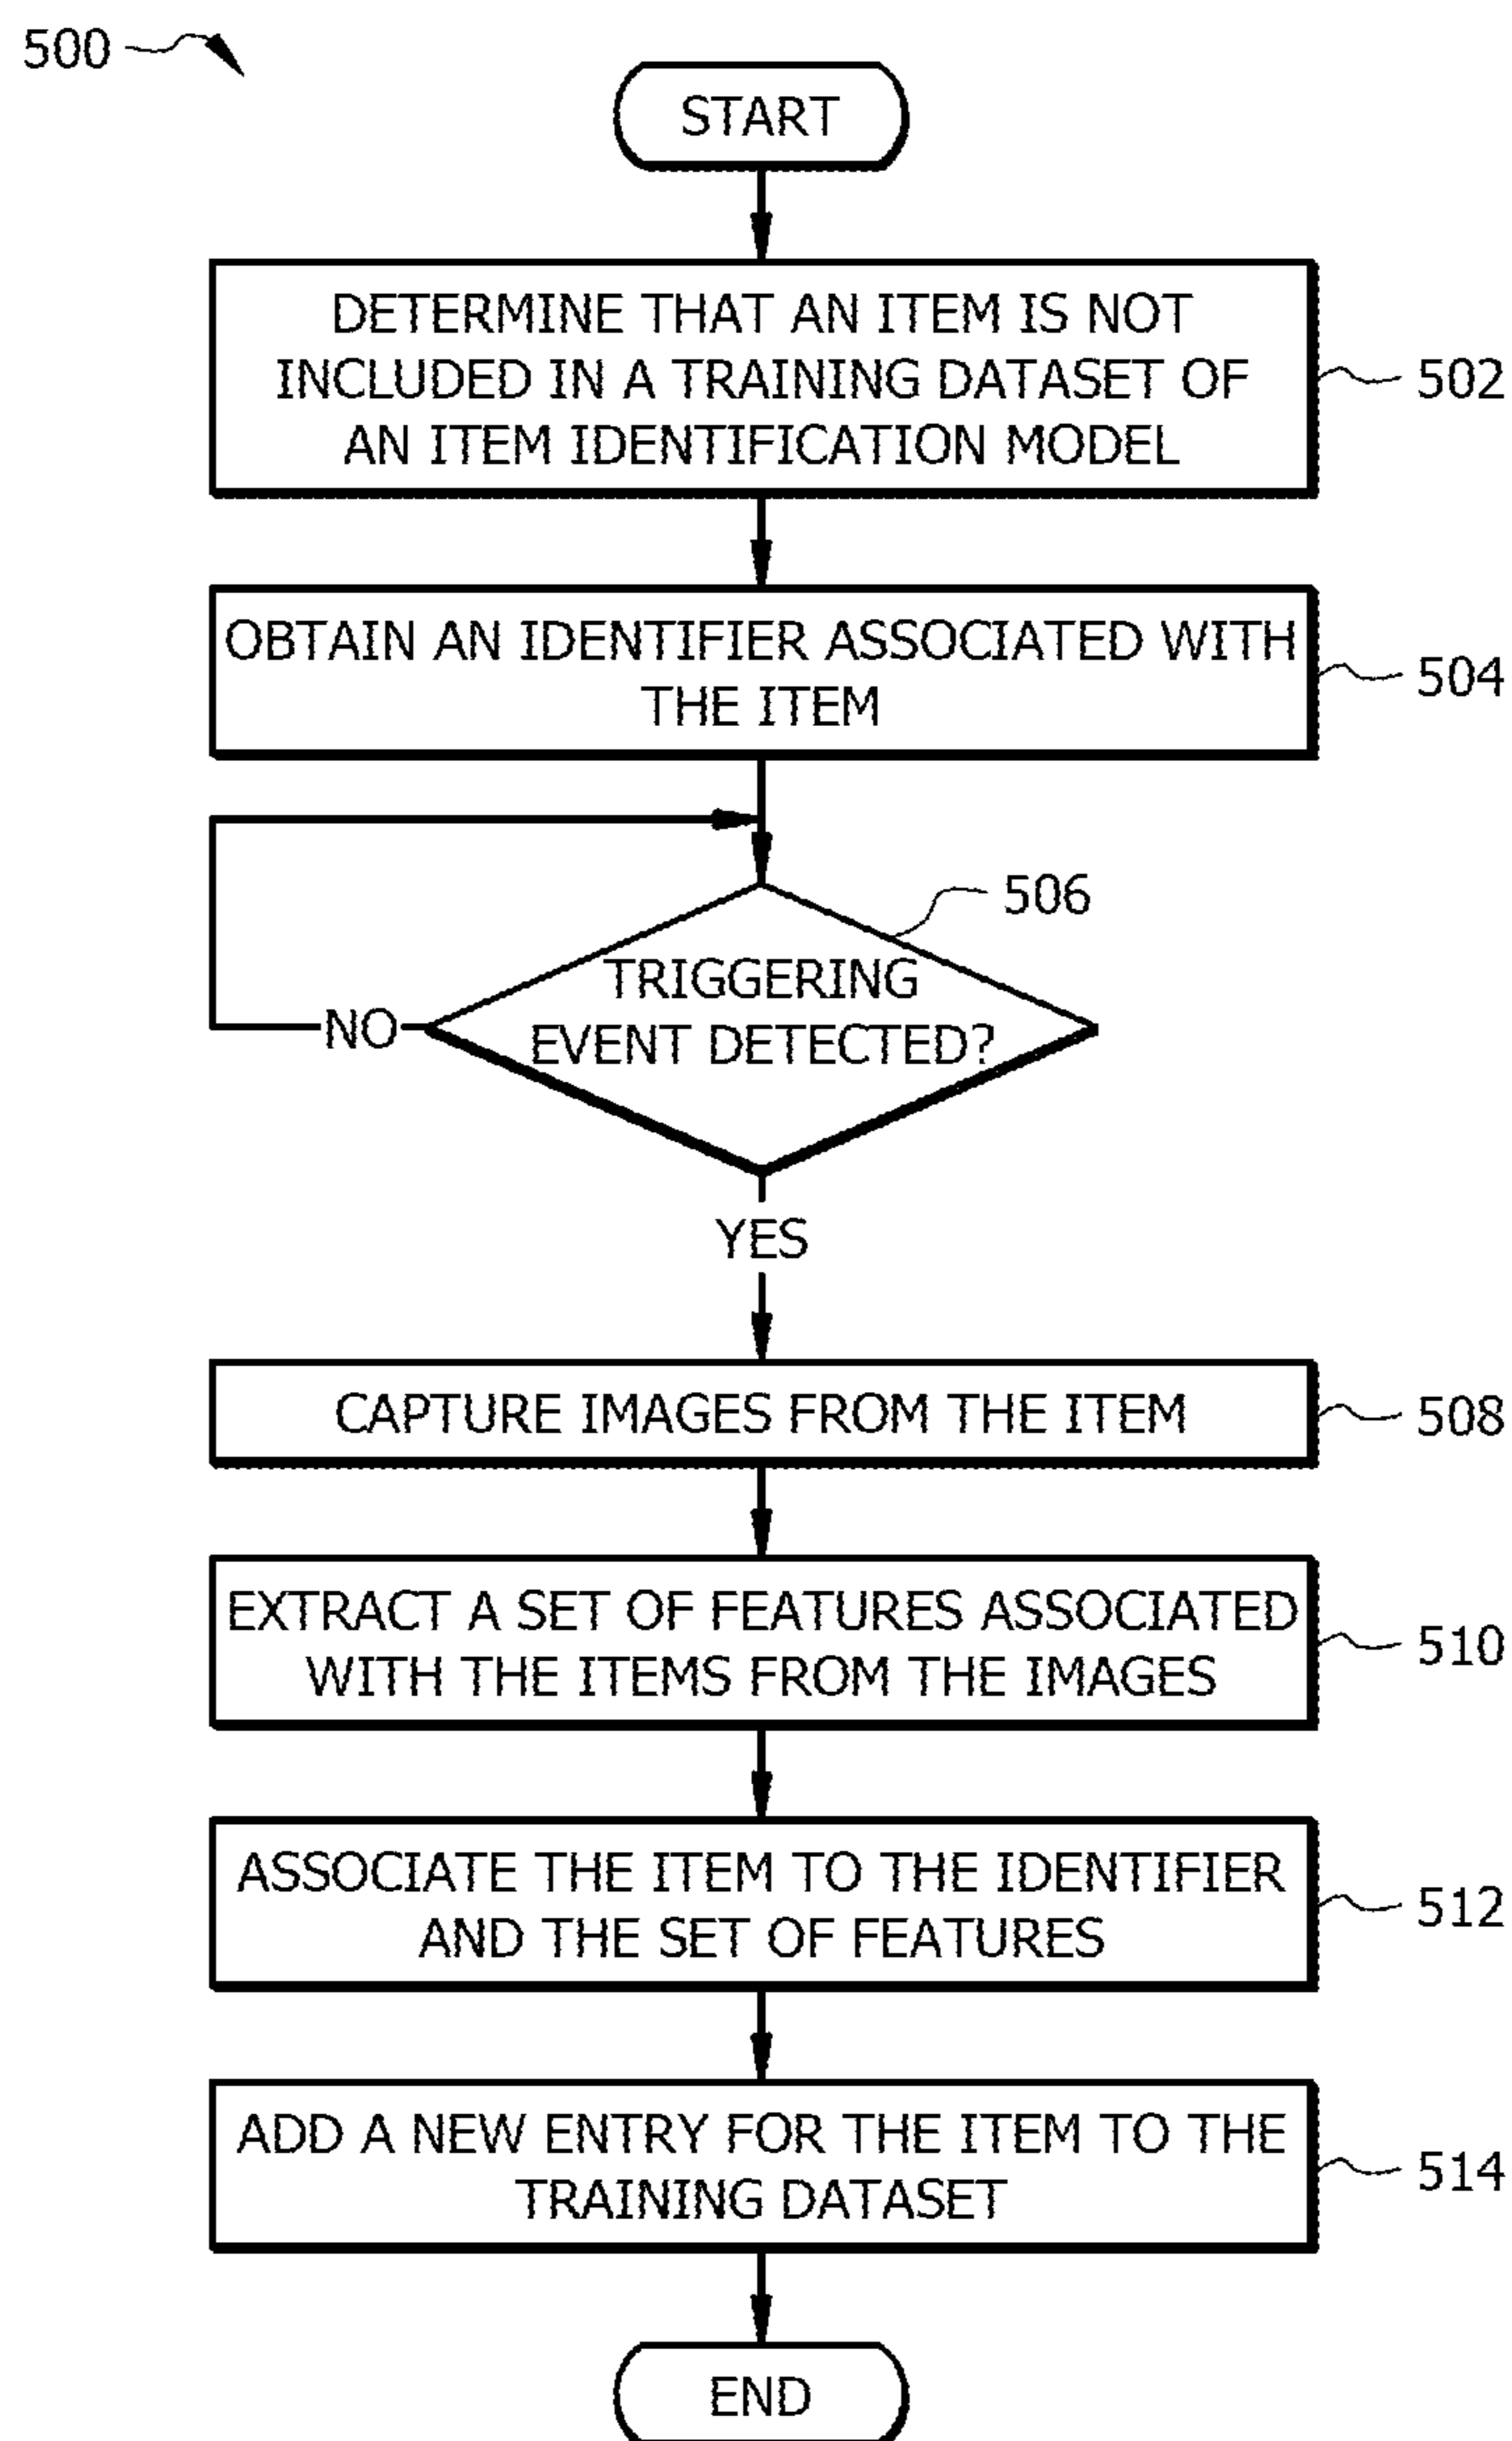 500
START
DETERMINE THAT AN ITEM IS NOT
INCLUDED IN A TRAINING DATASET OF
AN ITEM IDENTIFICATION MODEL
502
OBTAIN AN IDENTIFIER ASSOCIATED WITH
THE ITEM
504
506
TRIGGERING
EVENT DETECTED?
NO
YES
CAPTURE IMAGES FROM THE ITEM
508
EXTRACT A SET OF FEATURES ASSOCIATED
WITH THE ITEMS FROM THE IMAGES
510
ASSOCIATE THE ITEM TO THE IDENTIFIER
AND THE SET OF FEATURES
512
ADD A NEW ENTRY FOR THE ITEM TO THE
TRAINING DATASET
514
END